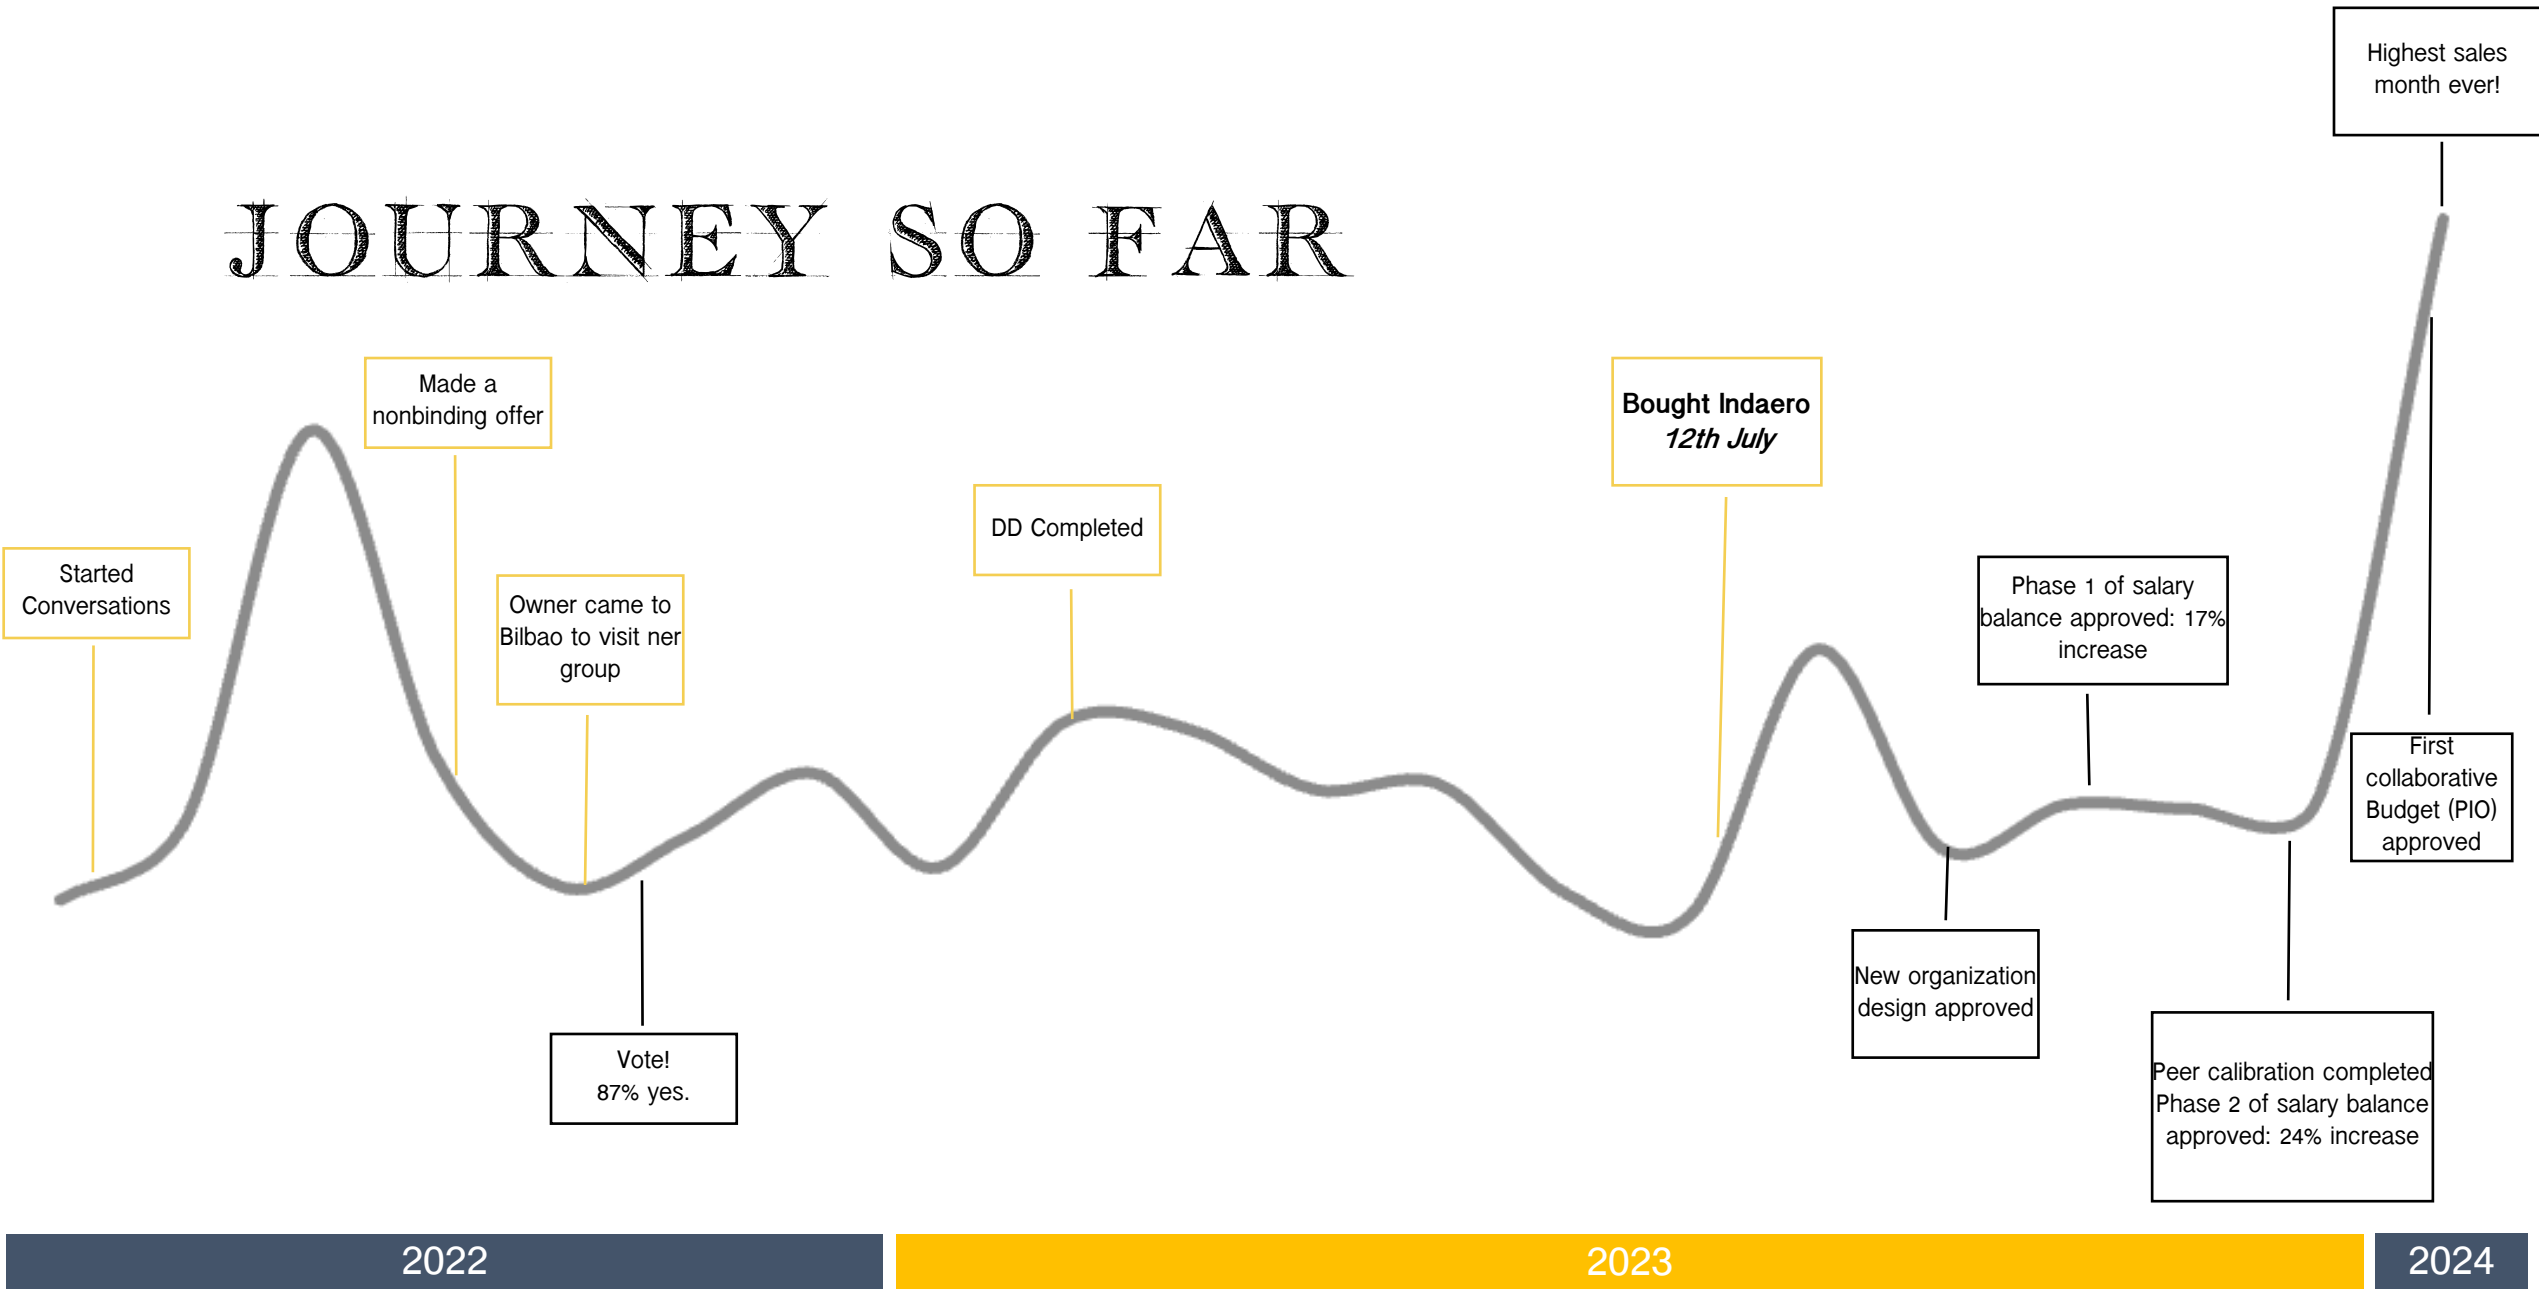 Highest sales
month ever!
JOURNEY SO FAR
Made a
nonbinding offer
Bought Indaero
12th July
DD Completed
Started
Conversations
Owner came to
Bilbao to visit ner
group
Phase 1 of salary
balance approved: 17%
increase
First
collaborative
Budget (PIO)
approved
New organization
design approved
Vote!
87% yes.
Peer calibration completed
Phase 2 of salary balance
approved: 24% increase
2022
2023
2024